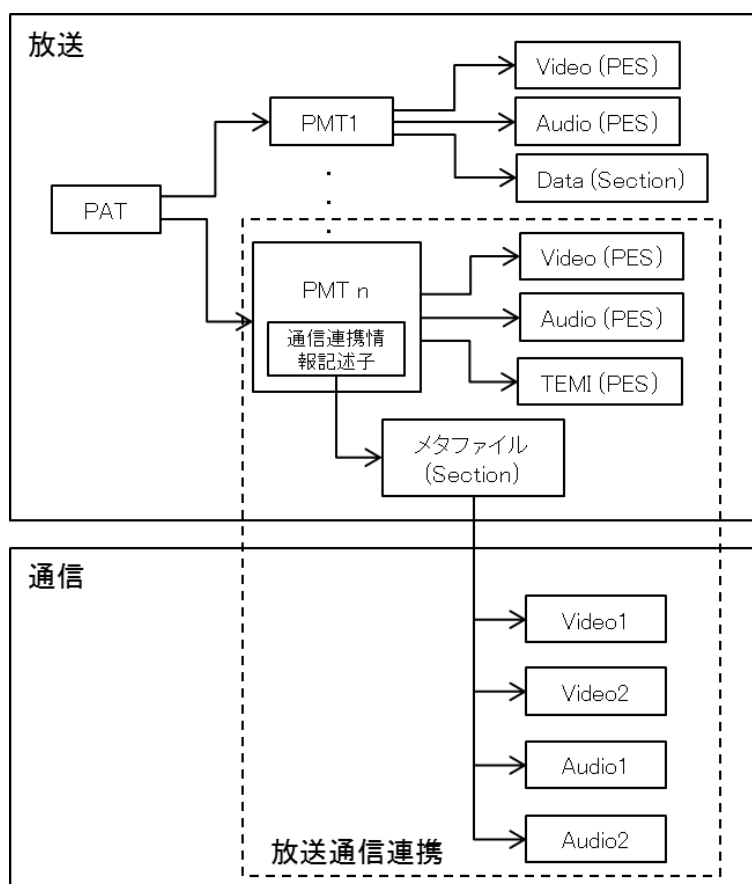 放送
Video (PES)
PMT1
Audio (PES)
Data (Section)
PAT
・
・
・
PMT n
通信連携情
報記述子
Video (PES)
Audio (PES)
TEMI (PES)
メタファイル
(Section)
通信
Video1
Video2
Audio1
Audio2
放送通信連携